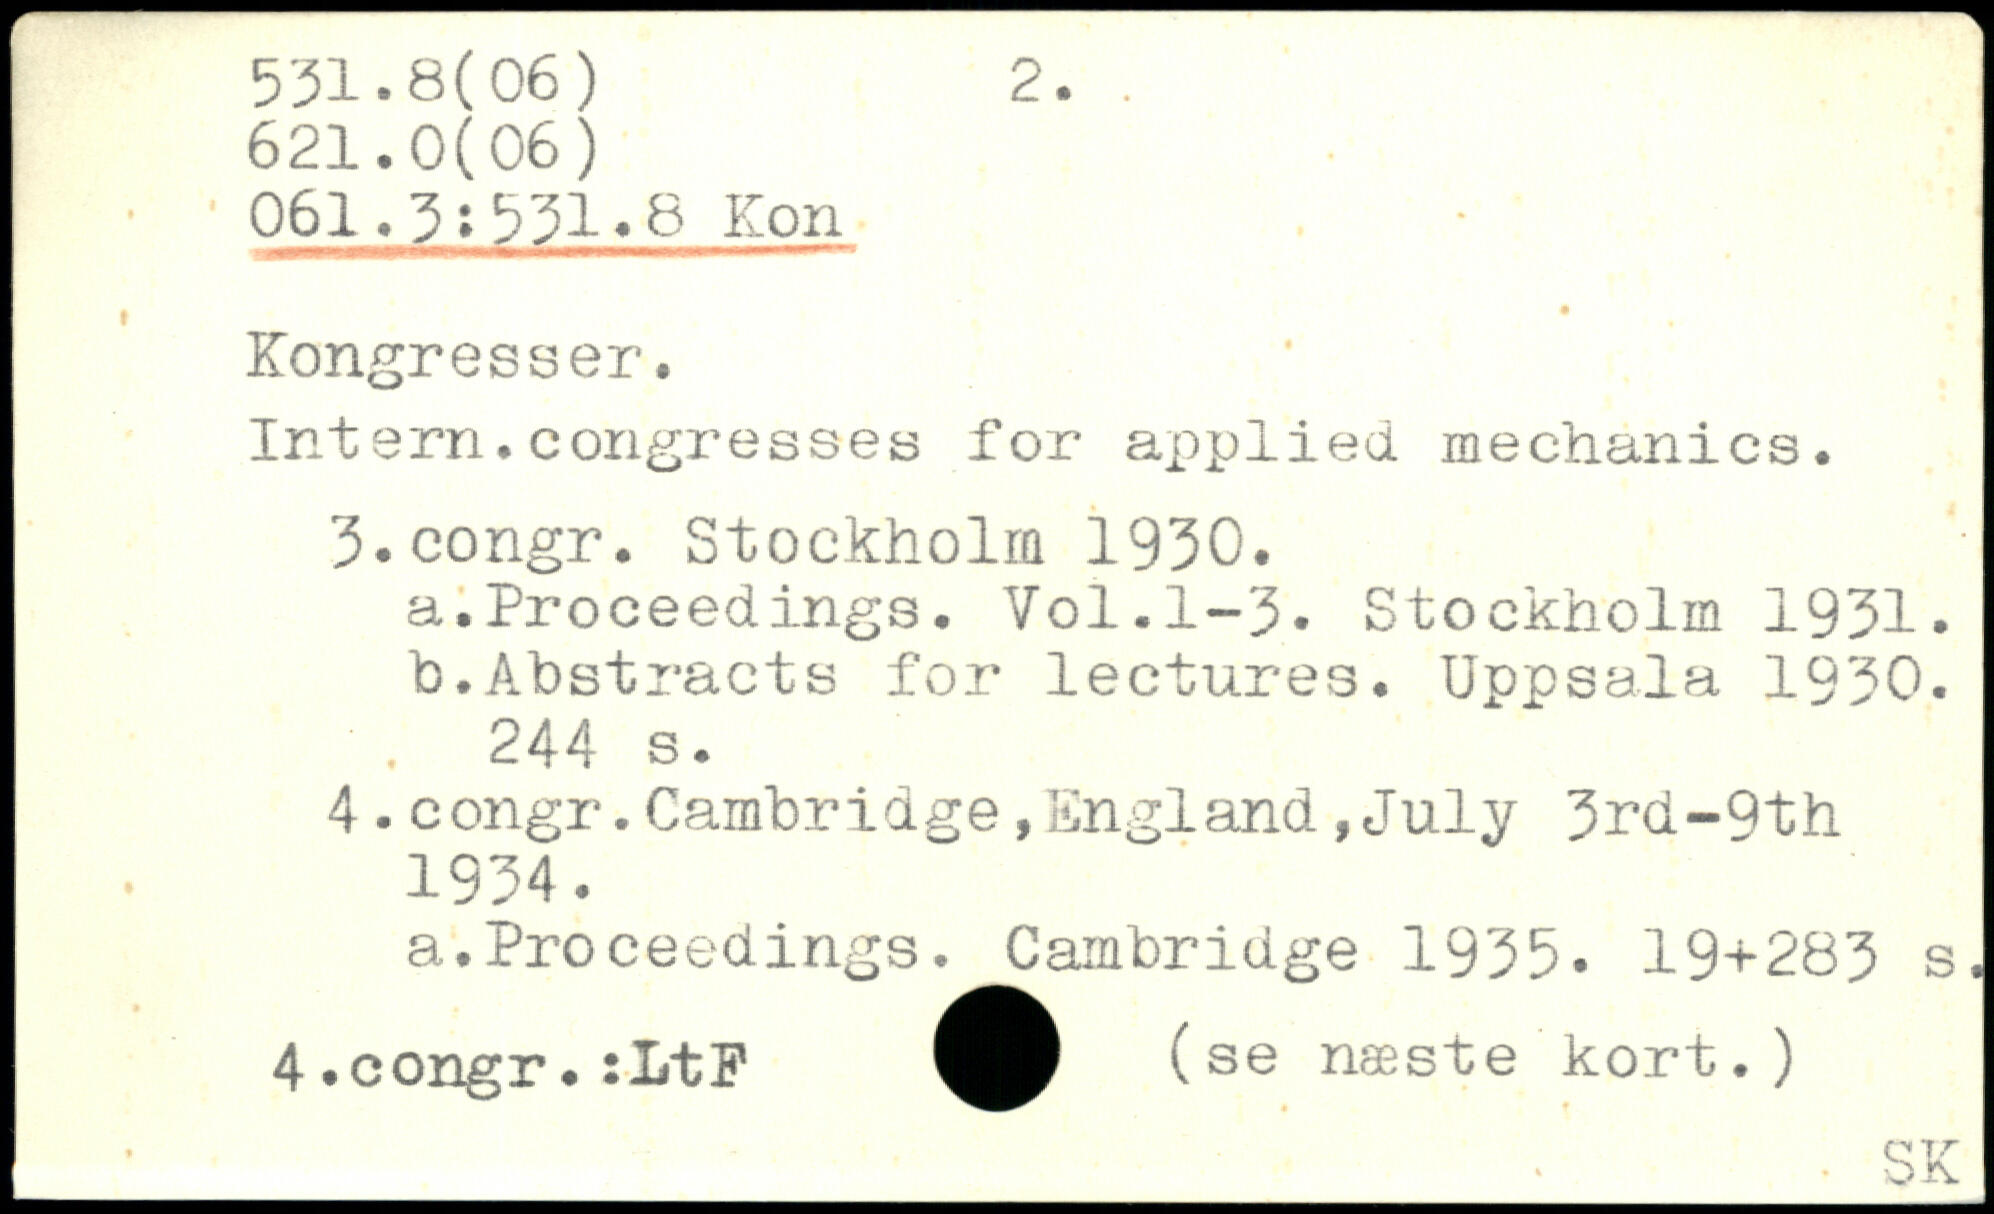 531.8(06) 2.
621.0(06)
061.3:531.8 Kon
Kongresser.
Intern.congresses for applied mechanics.
3.congr. Stockholm 1930.
a.Proceedings. Vol.1-3. Stockholm 1931.
b.Abstracts for lectures. Uppsala 1930.
244 s.
4.congr.Cambridge,England,July 3rd-9th
1934.
a.Proceedings. Cambridge 1935. 19+283 s.
4.congr.:LtF (se næste kort.)
SK